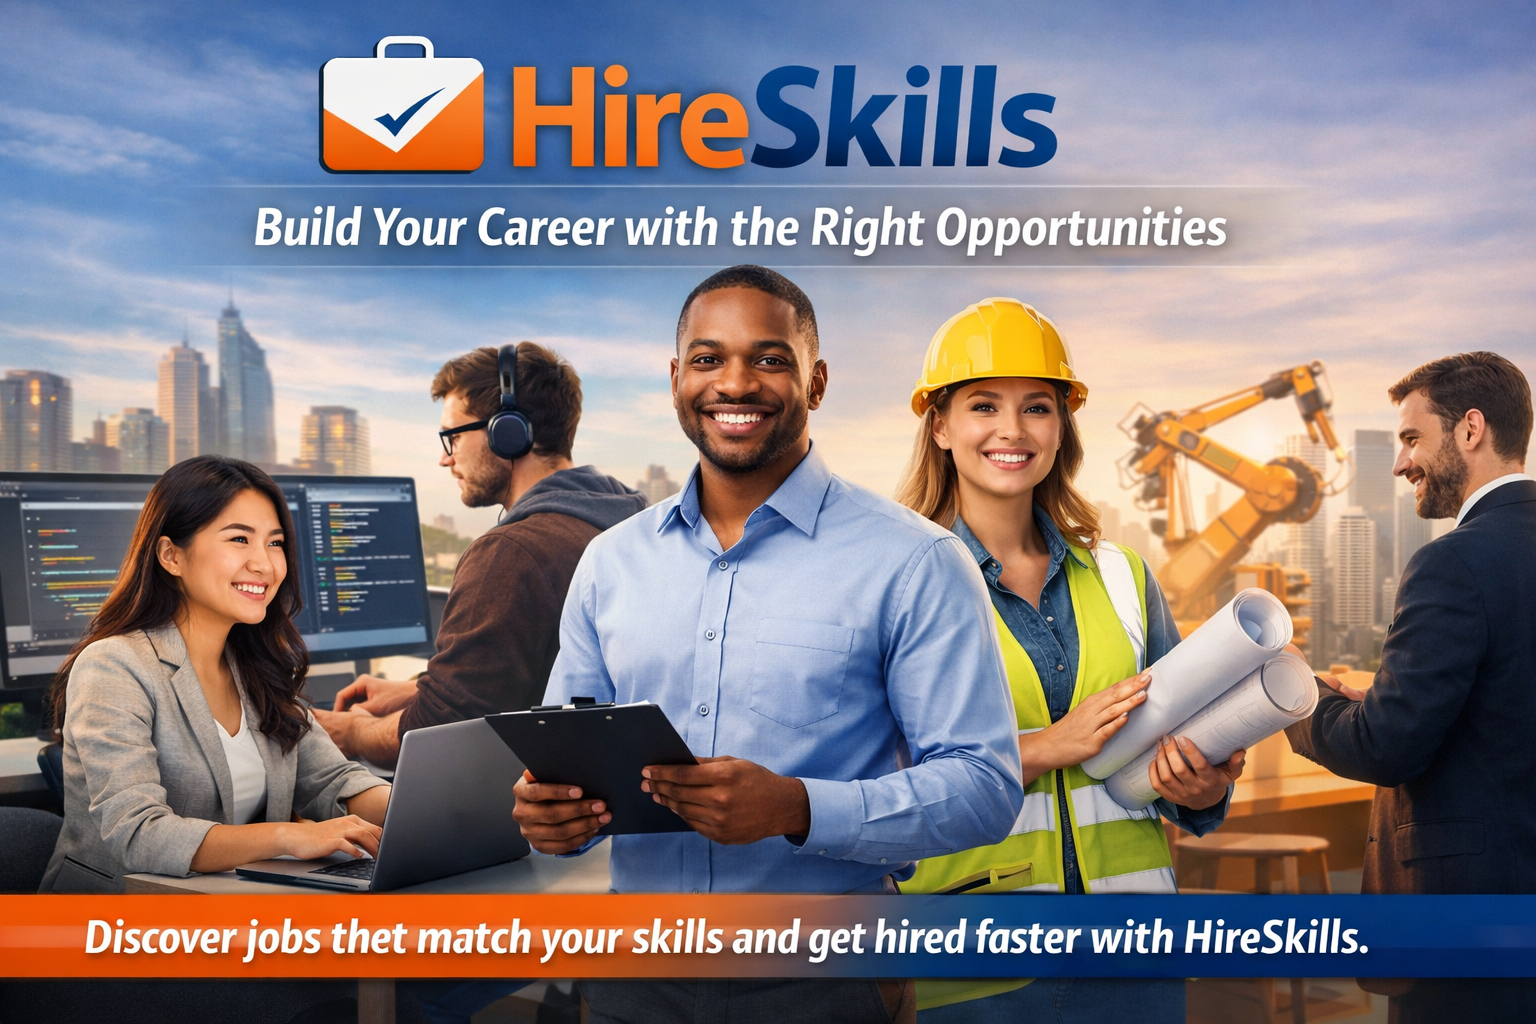 HireSkills
Build Your Career with the Right Opportunities
Discover jobs thet match your skills and get hired faster with HireSkills.